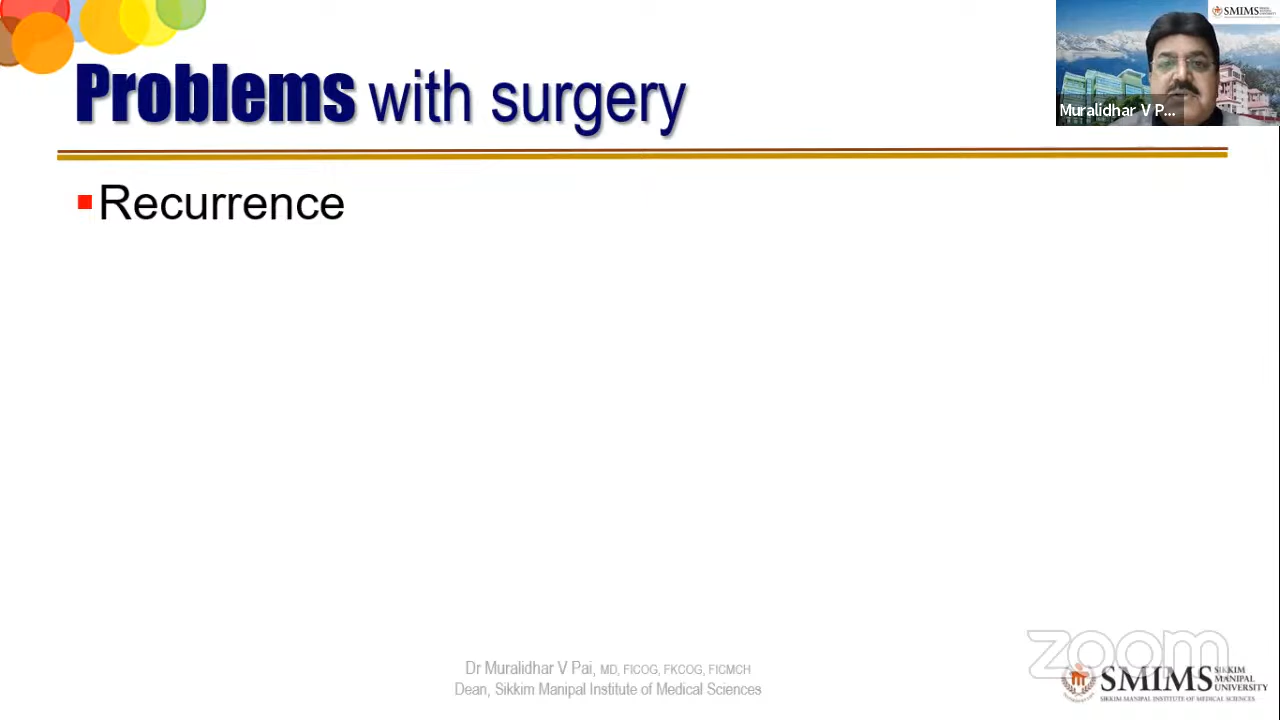 SMIMS
Problems with surgery
Muralidhar V P...
Recurrence
Dr Muralidhar V Pai, MD, FICOG, FKCOG, FICMCH
Dean, Sikkim Manipal Institute of Medical Sciences
zoom
SMIMS SIKKIM MANIPAL UNIVERSITY
SIKKIM MANIPAL INSTITUTE OF MEDICAL SCIENCES